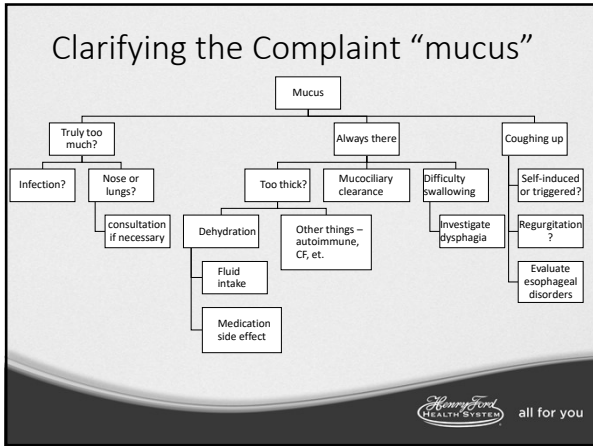 Clarifying the Complaint “mucus”
Mucus
Truly too
much?
Always there
Coughing up
Infection?
Nose or
lungs?
Too thick?
Mucociliary
clearance
Difficulty
swallowing
Self-induced
or triggered?
consultation
if necessary
Dehydration
Other things –
autoimmune,
CF, et.
Investigate
dysphagia
Regurgitation
?
Fluid
intake
Evaluate
esophageal
disorders
Medication
side effect
Henry Ford
HEALTH SYSTEM
all for you